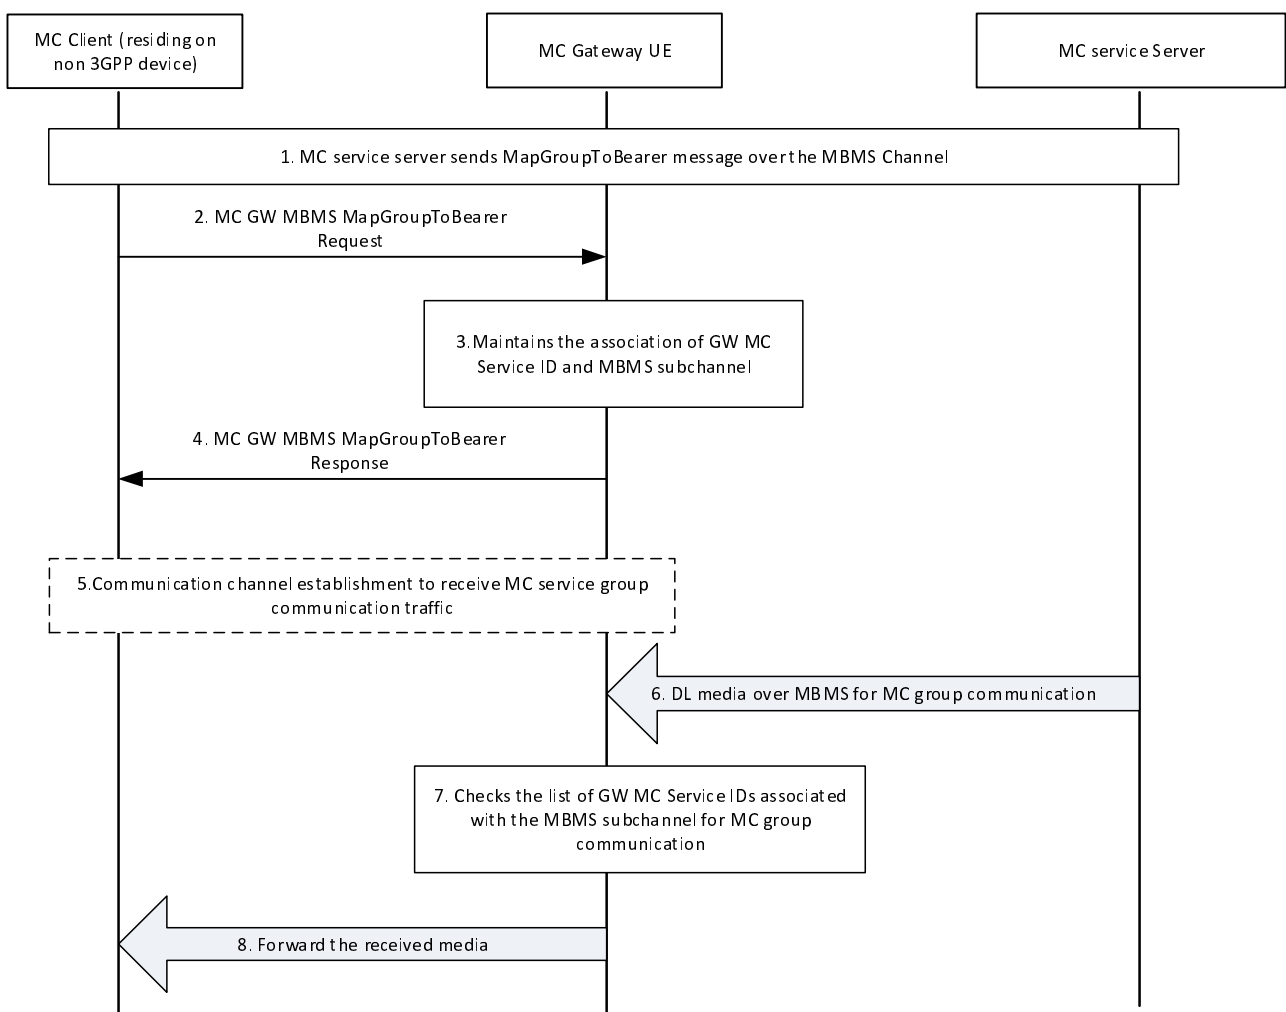 MC Client (residing on
non 3GPP device)
MC Gateway UE
MC service Server
1. MC service server sends MapGroupToBearer message over the MBMS Channel
2. MC GW MBMS MapGroupToBearer
Request
3.Maintains the association of GW MC
Service ID and MBMS subchannel
4. MC GW MBMS MapGroupToBearer
Response
5.Communication channel establishment to receive MC service group
communication traffic
6. DL media over MBMS for MC group communication
7. Checks the list of GW MC Service IDs associated
with the MBMS subchannel for MC group
communication
8. Forward the received media